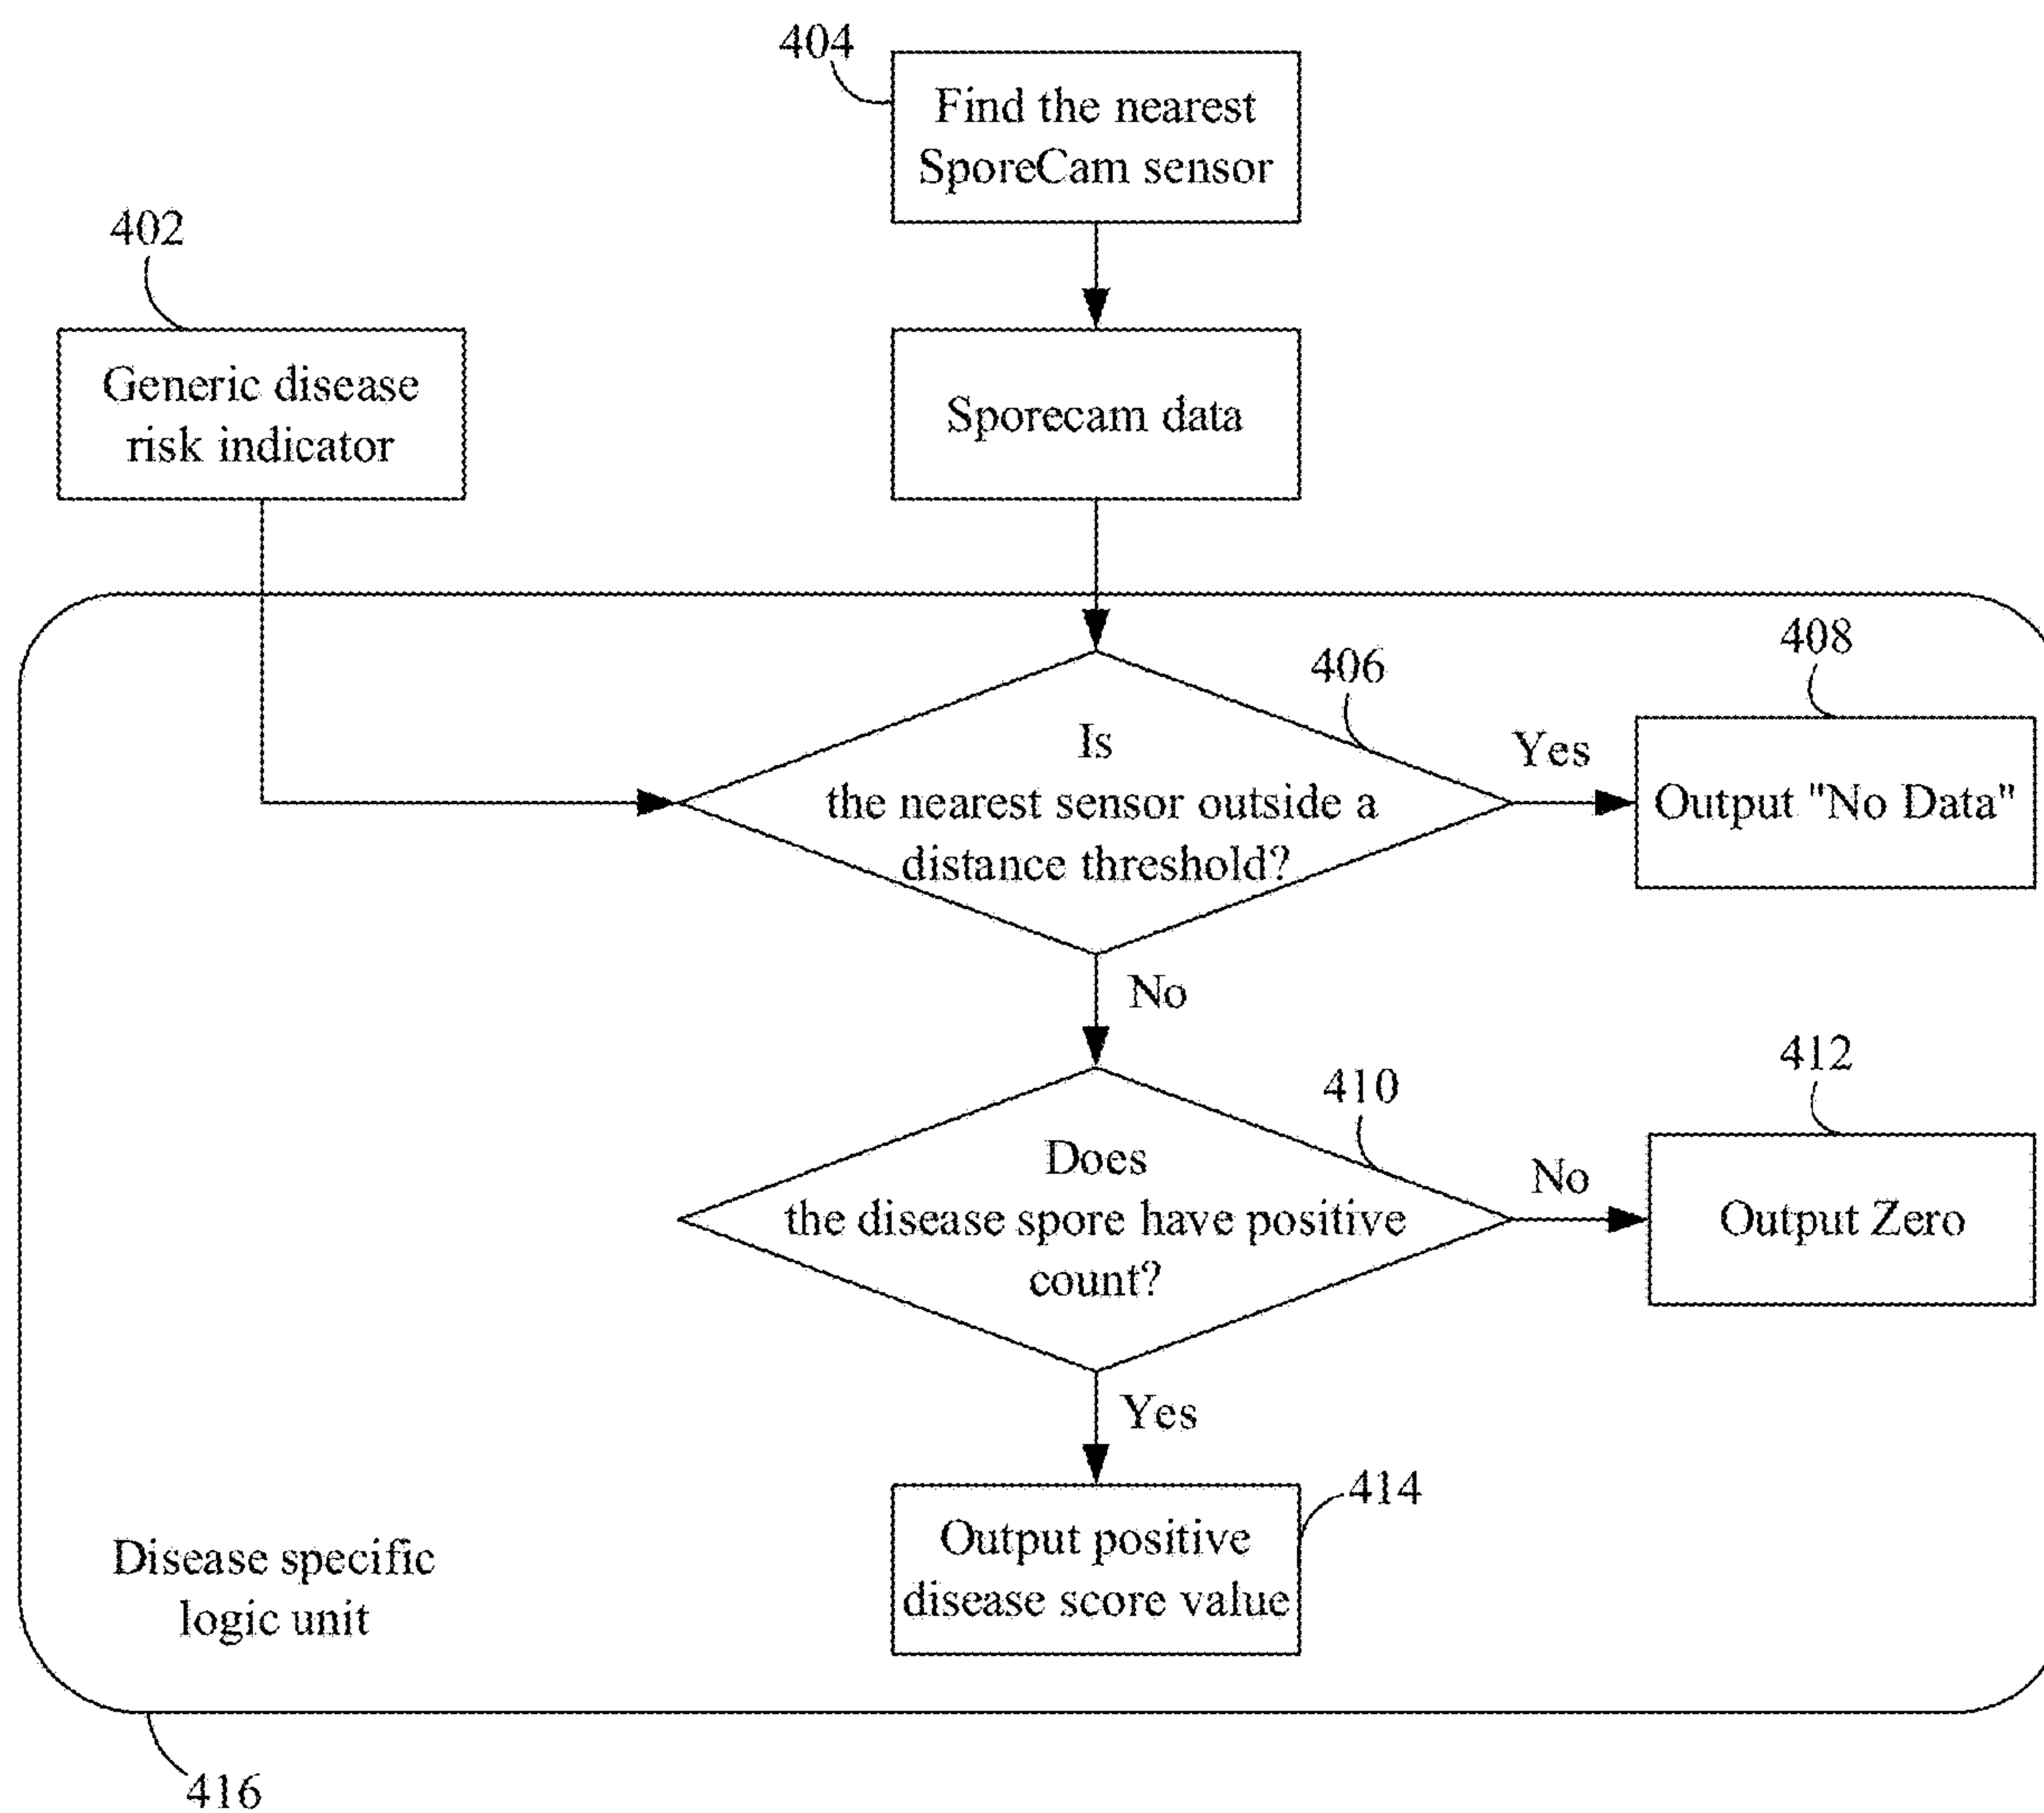 404
Find the nearest
SporeCam sensor
402
Generic disease
risk indicator
Sporecam data
406
Is
the nearest sensor outside a
distance threshold?
Yes
408
Output "No Data"
No
410
Does
the disease spore have positive
count?
No
412
Output Zero
Yes
414
Output positive
disease score value
Disease specific
logic unit
416